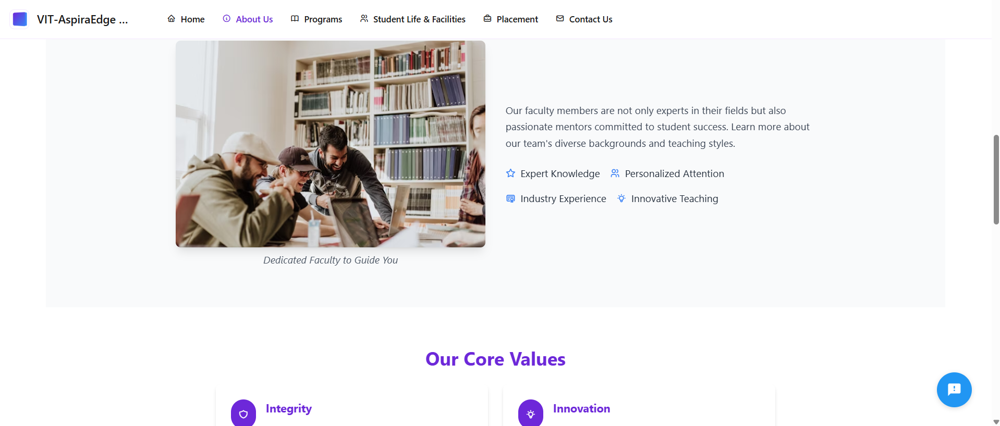 VIT-AspiraEdge ...
Home
About Us
Programs
Student Life & Facilities
Placement
Contact Us
Our faculty members are not only experts in their fields but also
passionate mentors committed to student success. Learn more about
our team's diverse backgrounds and teaching styles.
Expert Knowledge
Personalized Attention
Industry Experience
Innovative Teaching
Dedicated Faculty to Guide You
Our Core Values
Integrity
Innovation